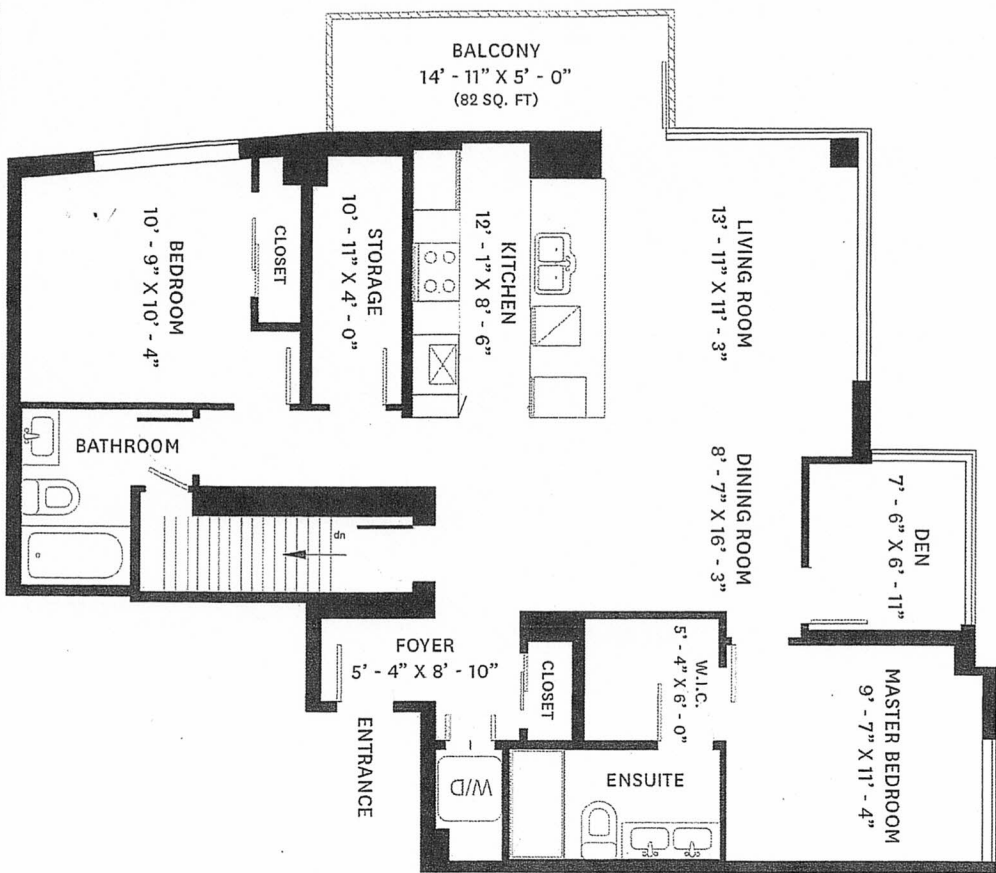 BALCONY
14' - 11” X 5' - 0”
(82 SQ. FT)
BEDROOM
10' - 9” X 10' - 4”
CLOSET
STORAGE
10' - 11” X 4' - 0”
KITCHEN
12' - 1” X 8' - 6”
LIVING ROOM
13' - 11” X 11' - 3”
BATHROOM
dn
DINING ROOM
8' - 7” X 16' - 3”
DEN
7' - 6” X 6' - 11”
FOYER
5' - 4” X 8' - 10”
CLOSET
W.I.C.
5' - 4” X 6' - 0”
MASTER BEDROOM
9' - 7” X 11' - 4”
ENTRANCE
W/D
ENSUITE